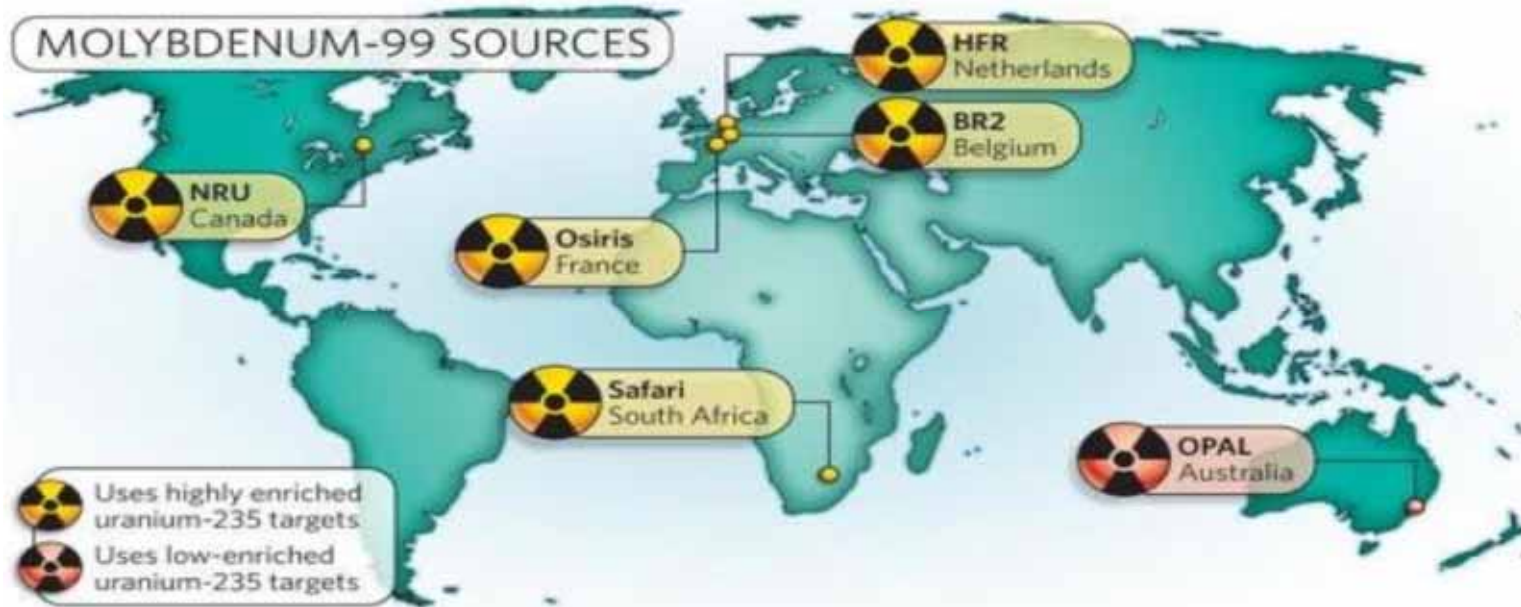 MOLYBDENUM-99 SOURCES
HFR
Netherlands
BR2
Belgium
NRU
Canada
Osiris
France
Safari
South Africa
OPAL
Australia
Uses highly enriched
uranium-235 targets
Uses low-enriched
uranium-235 targets